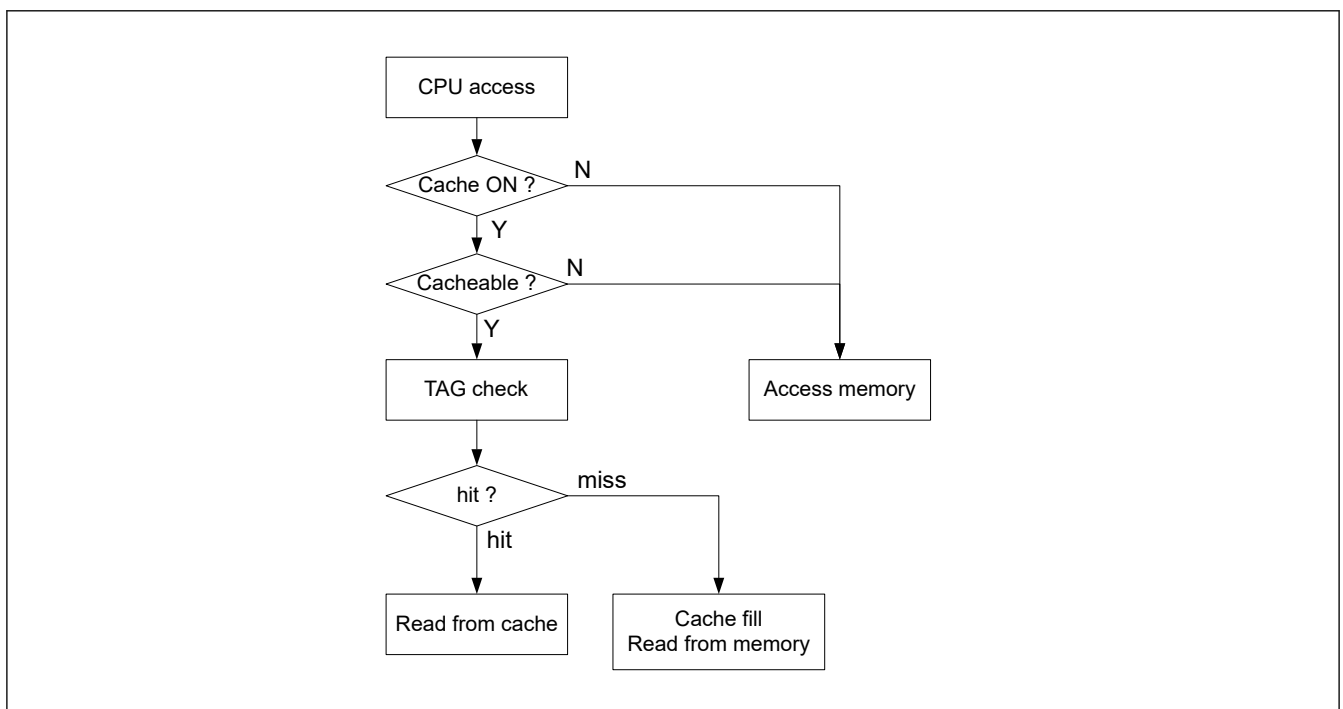 CPU access
Cache ON ?
N
Y
Cacheable ?
N
Y
TAG check
Access memory
hit ?
miss
hit
Read from cache
Cache fill
Read from memory